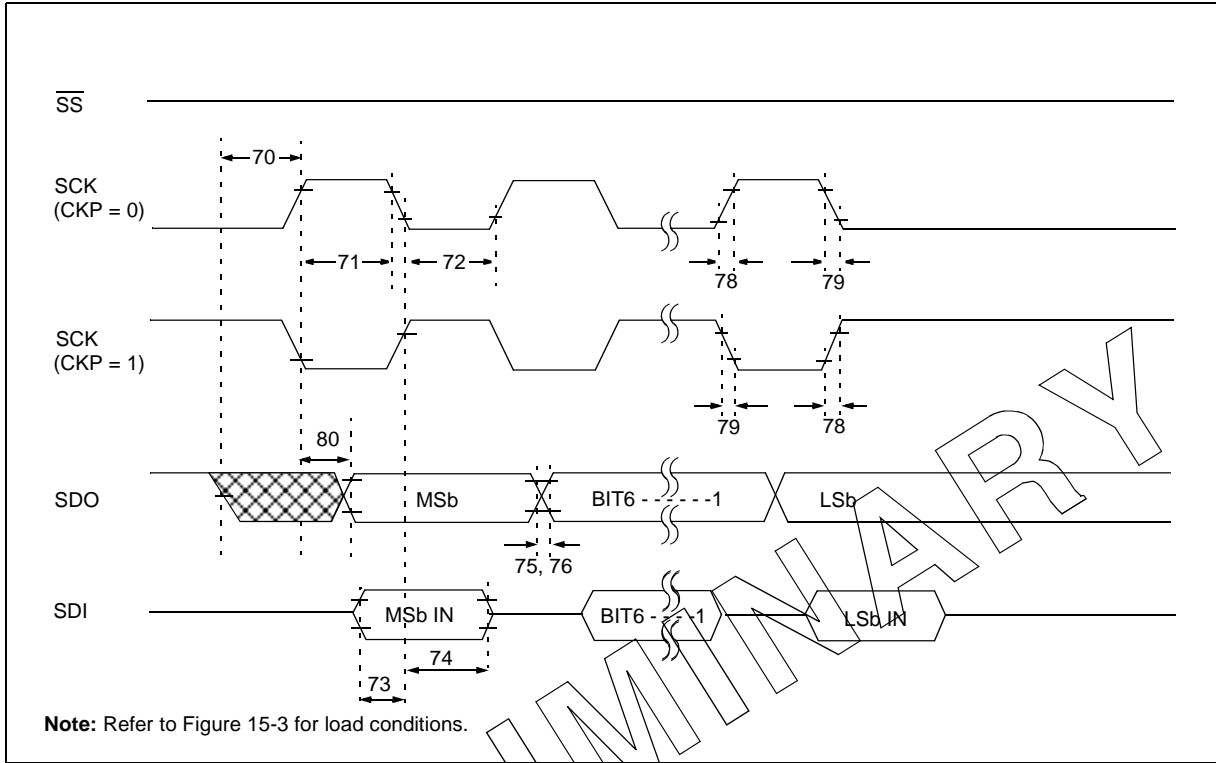 SS
70
SCK
(CKP = 0)
71
72
78
79
SCK
(CKP = 1)
79
78
80
SDO
MSb
BIT6 - - - - - -1
LSb
75, 76
SDI
MSb IN
BIT6 - - - -1
LSb IN
74
73
Note: Refer to Figure 15-3 for load conditions.
IMINARY